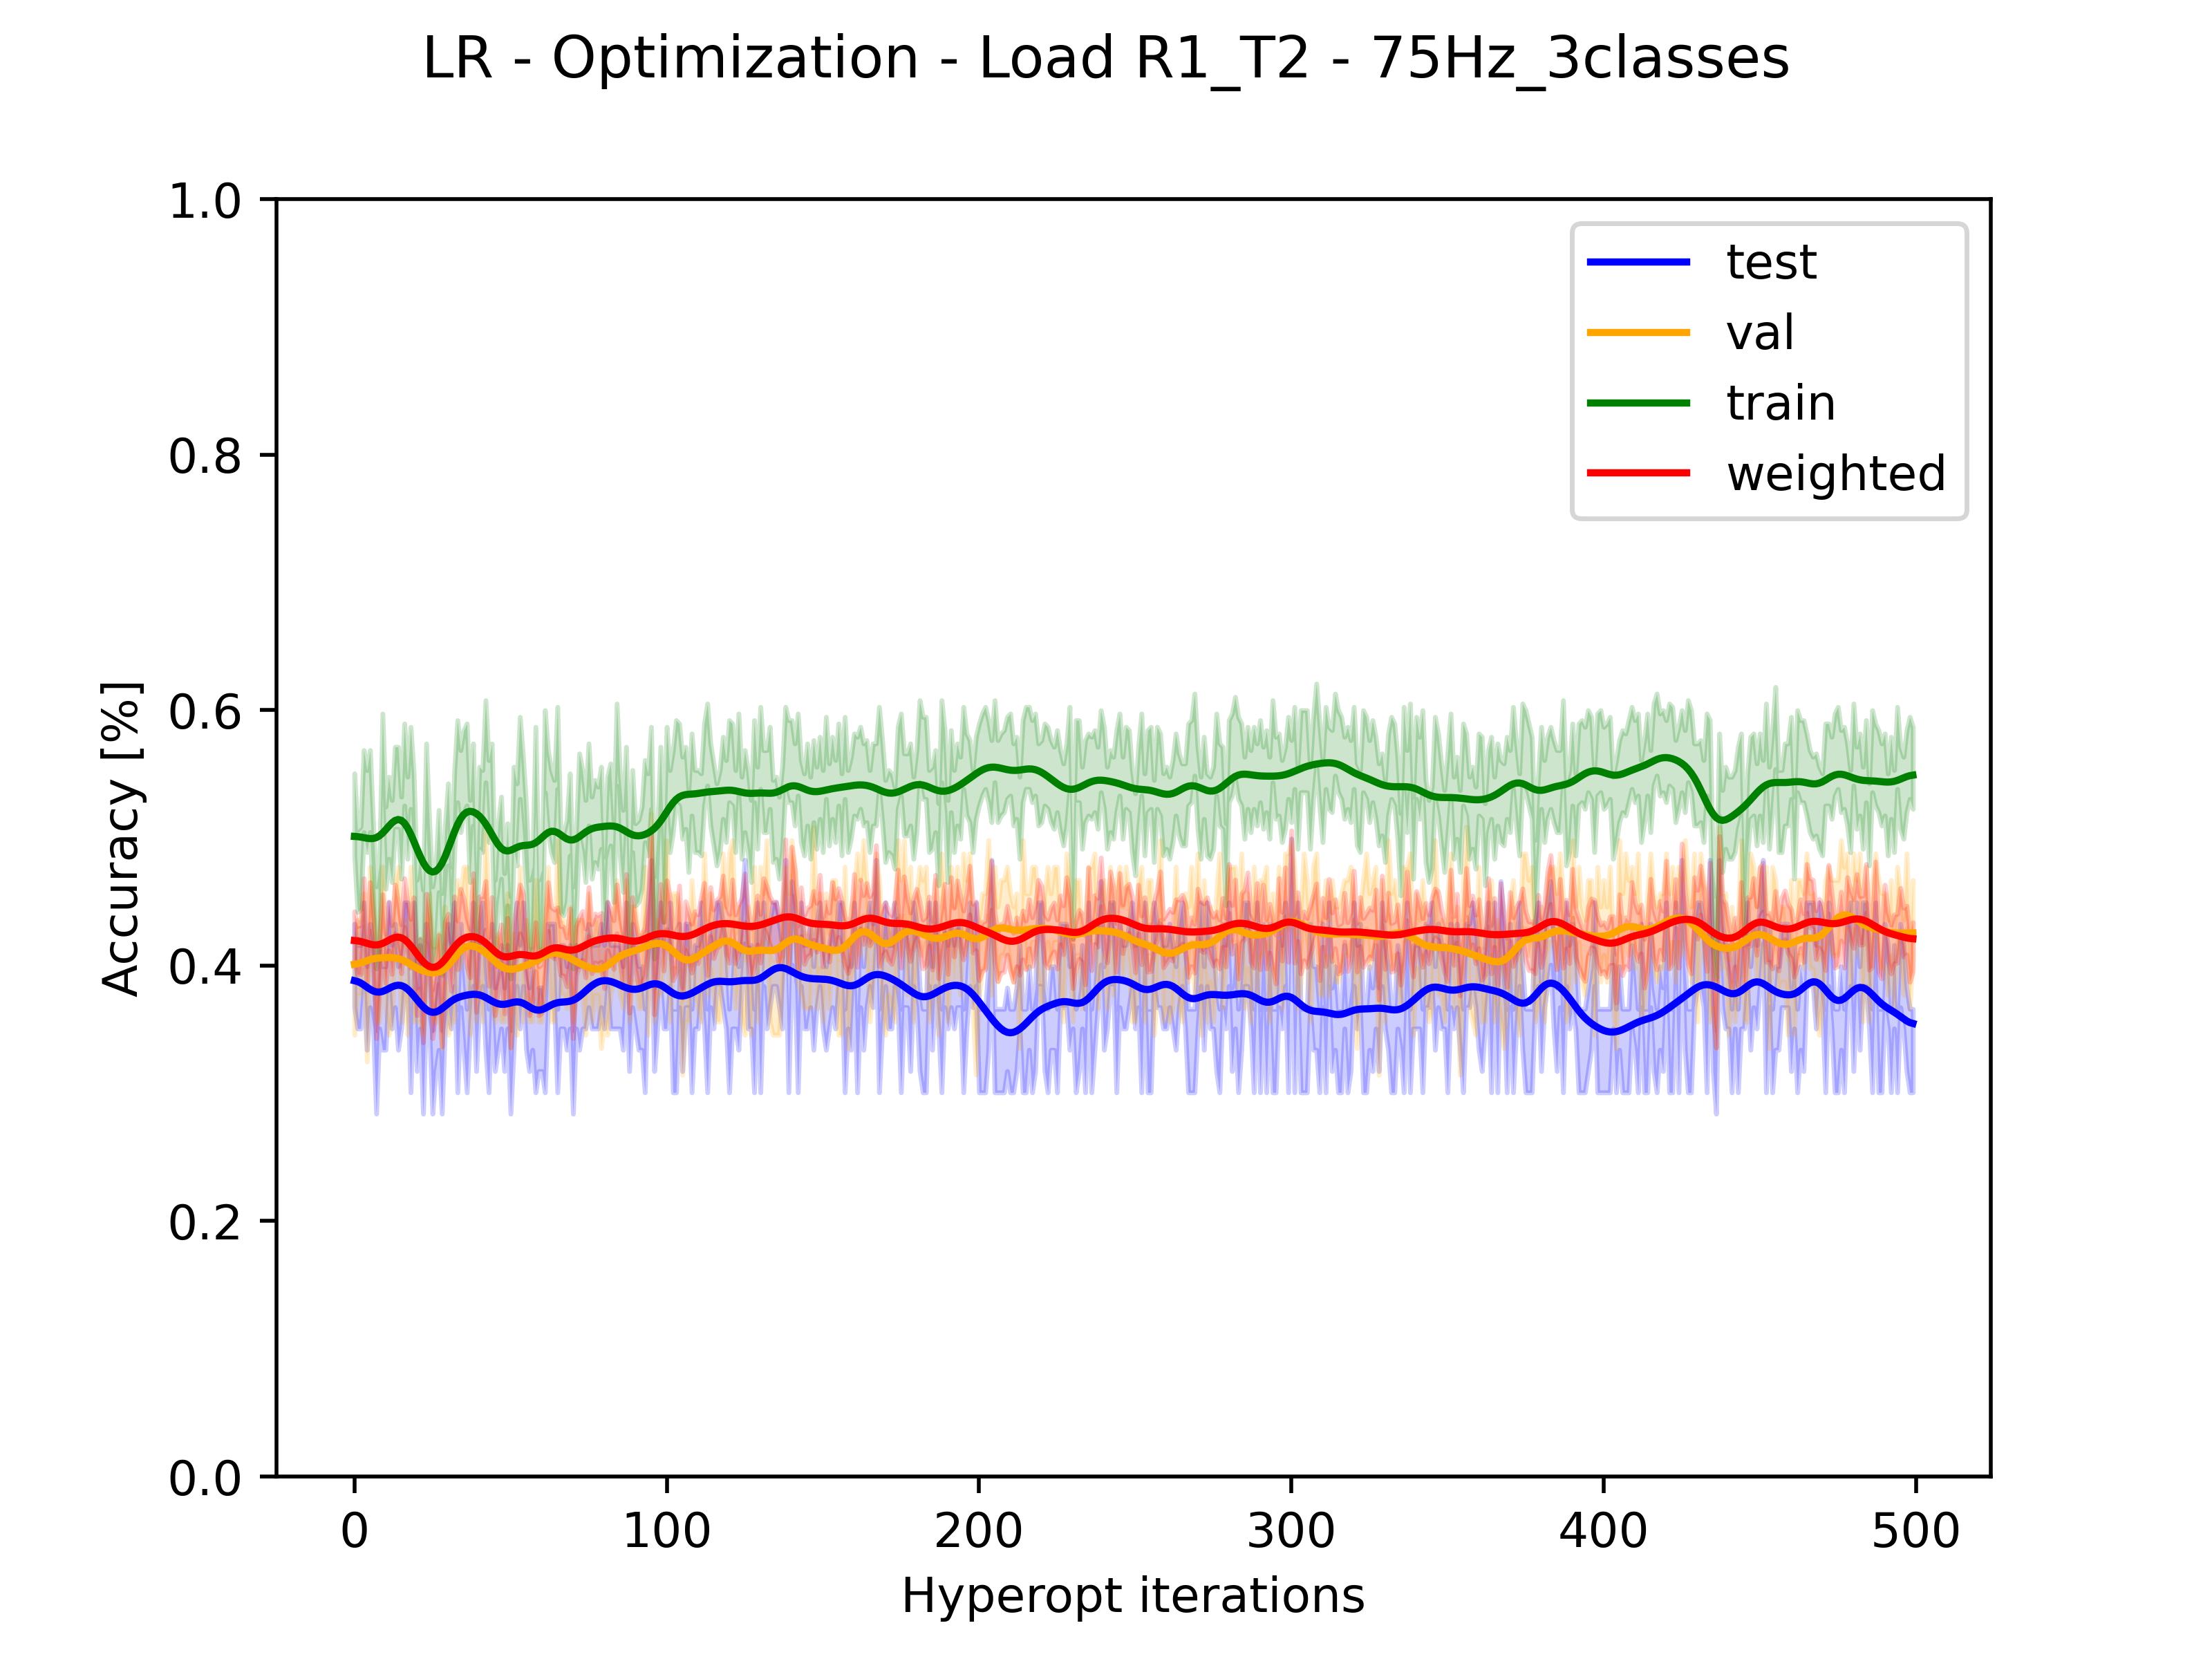 LR - Optimization - Load R1_T2 - 75Hz_3classes
1.0
0.8
0.6
0.4
0.2
0.0
Accuracy [%]
test
val
train
weighted
0 100 200 300 400 500
Hyperopt iterations